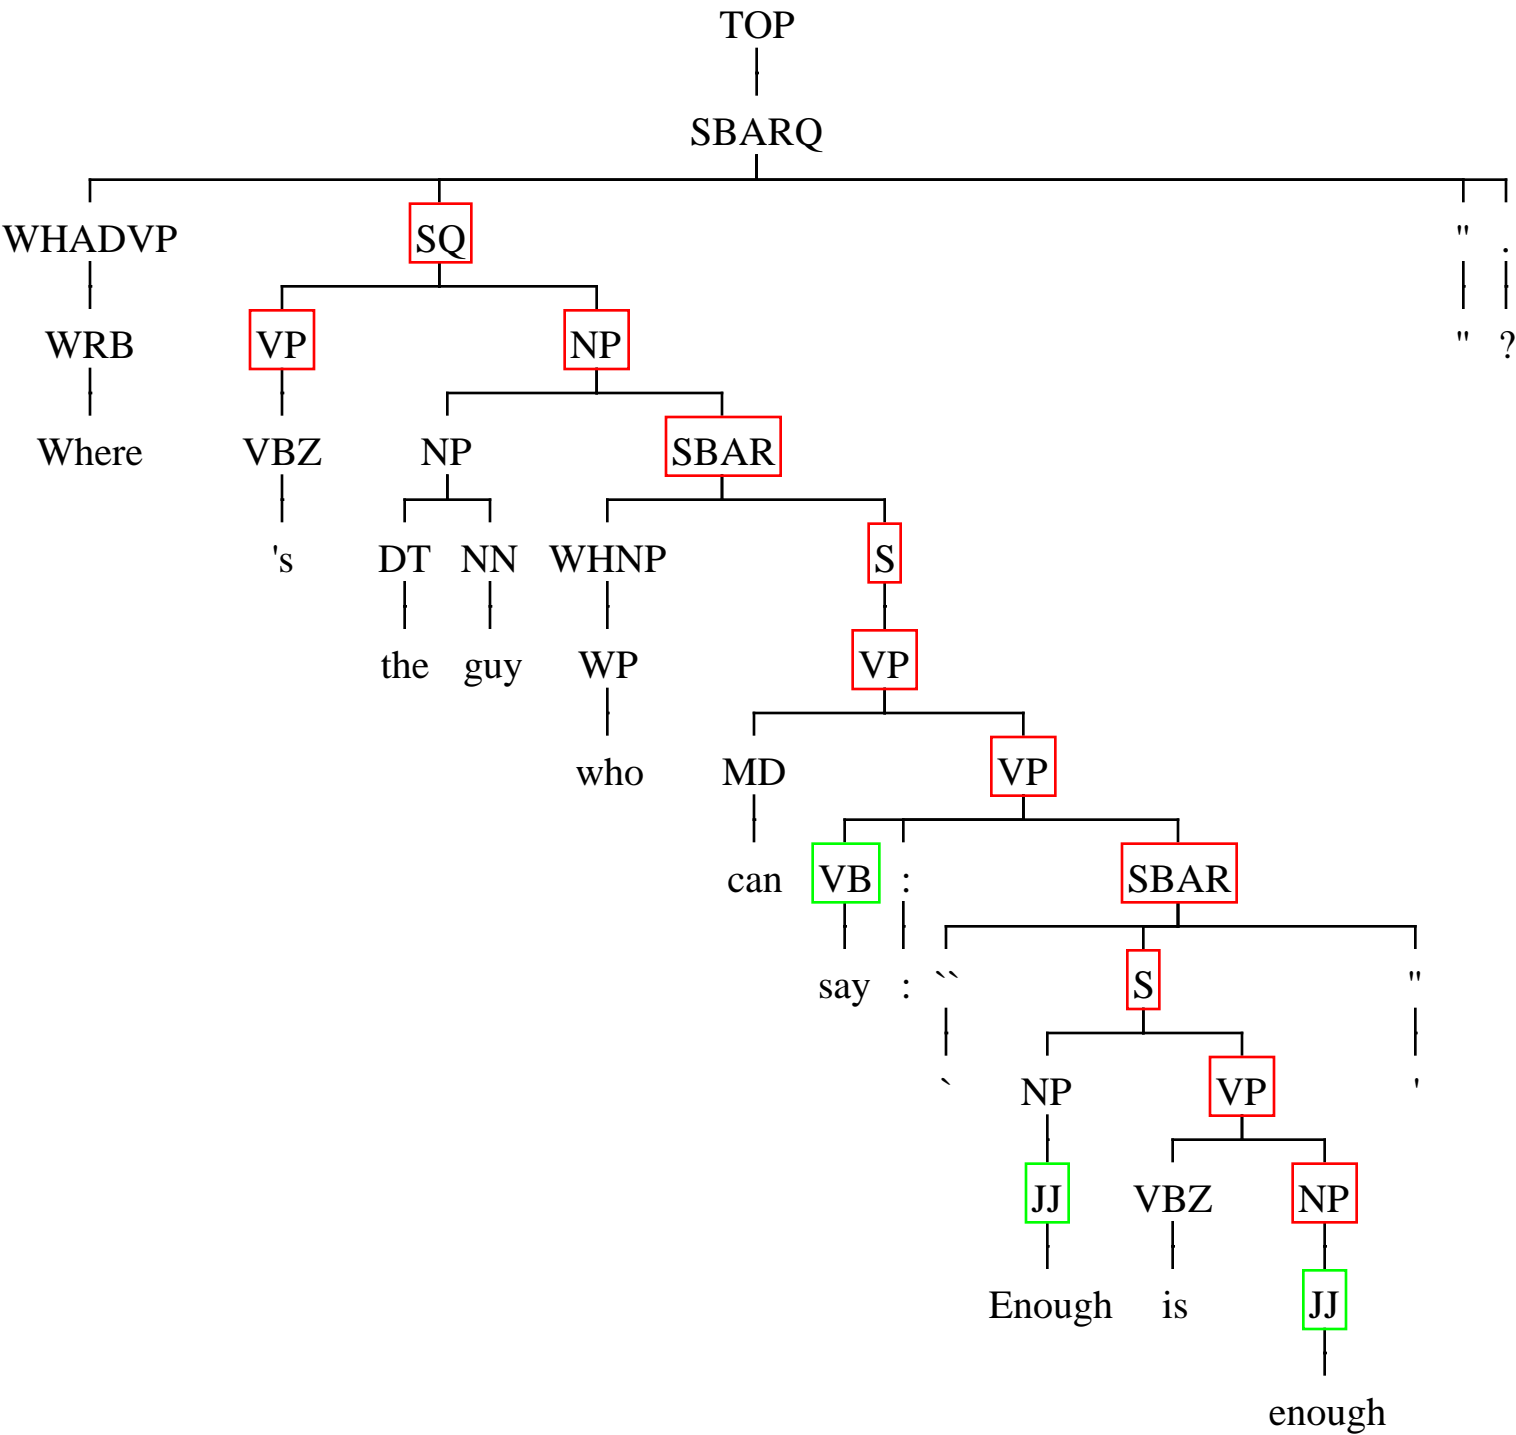 TOP
SBARQ
WHADVP SQ " .
WRB VP NP " ?
Where VBZ NP SBAR
's DT NN WHNP S
the guy WP VP
who MD VP
can VB : SBAR
say : `` S "
` NP VP '
JJ VBZ NP
Enough is JJ
enough